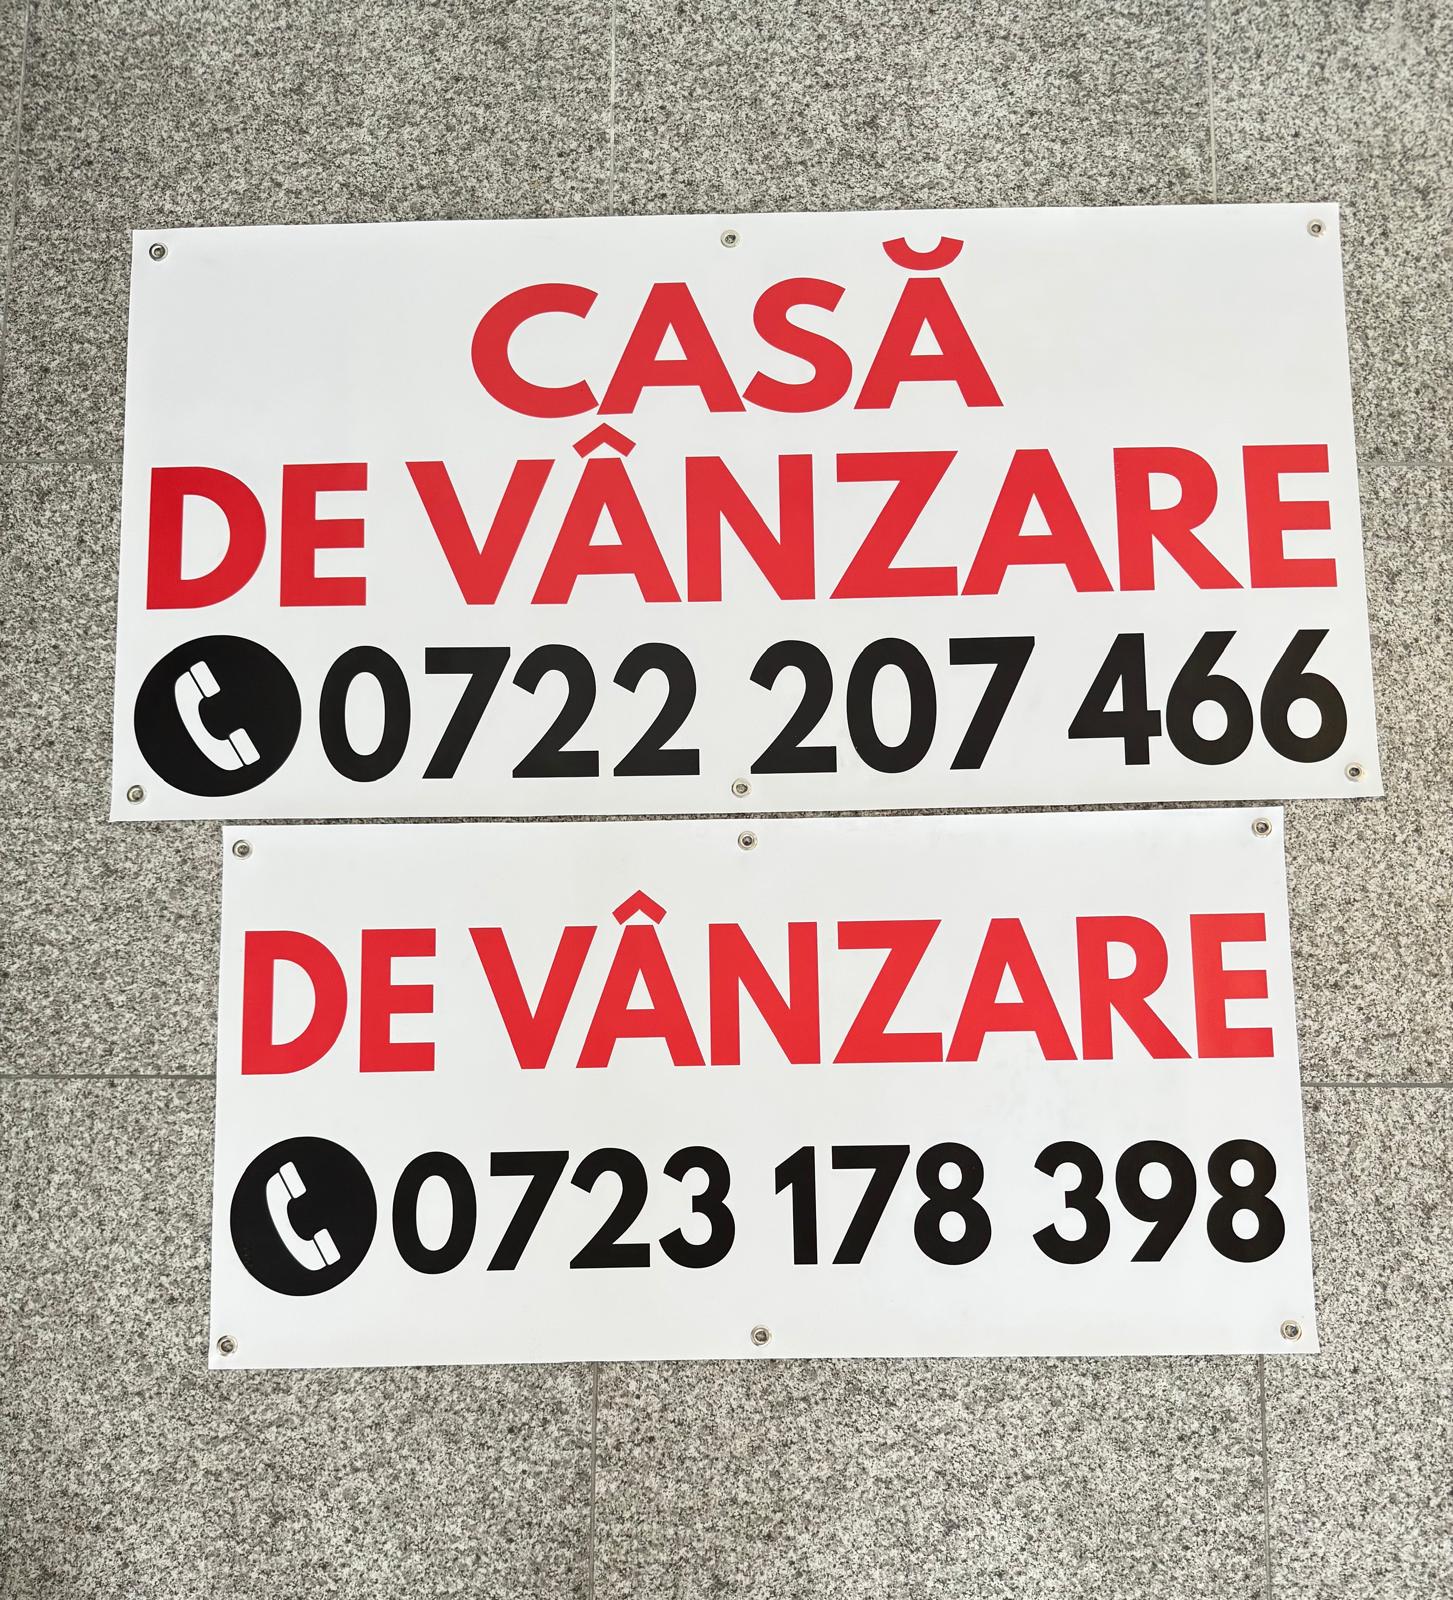 CASĂ
DE VÂNZARE
0722 207 466
DE VÂNZARE
0723 178 398